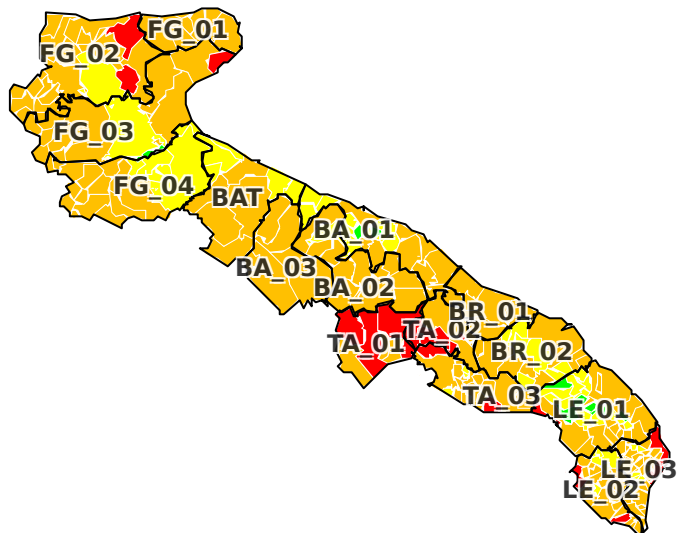 FG_01
FG_02
FG_03
FG_04
BAT
BA_01
BA_03
BA_02
BR_01
TA_02
TA_01
BR_02
TA_03
LE_01
LE_03
LE_02